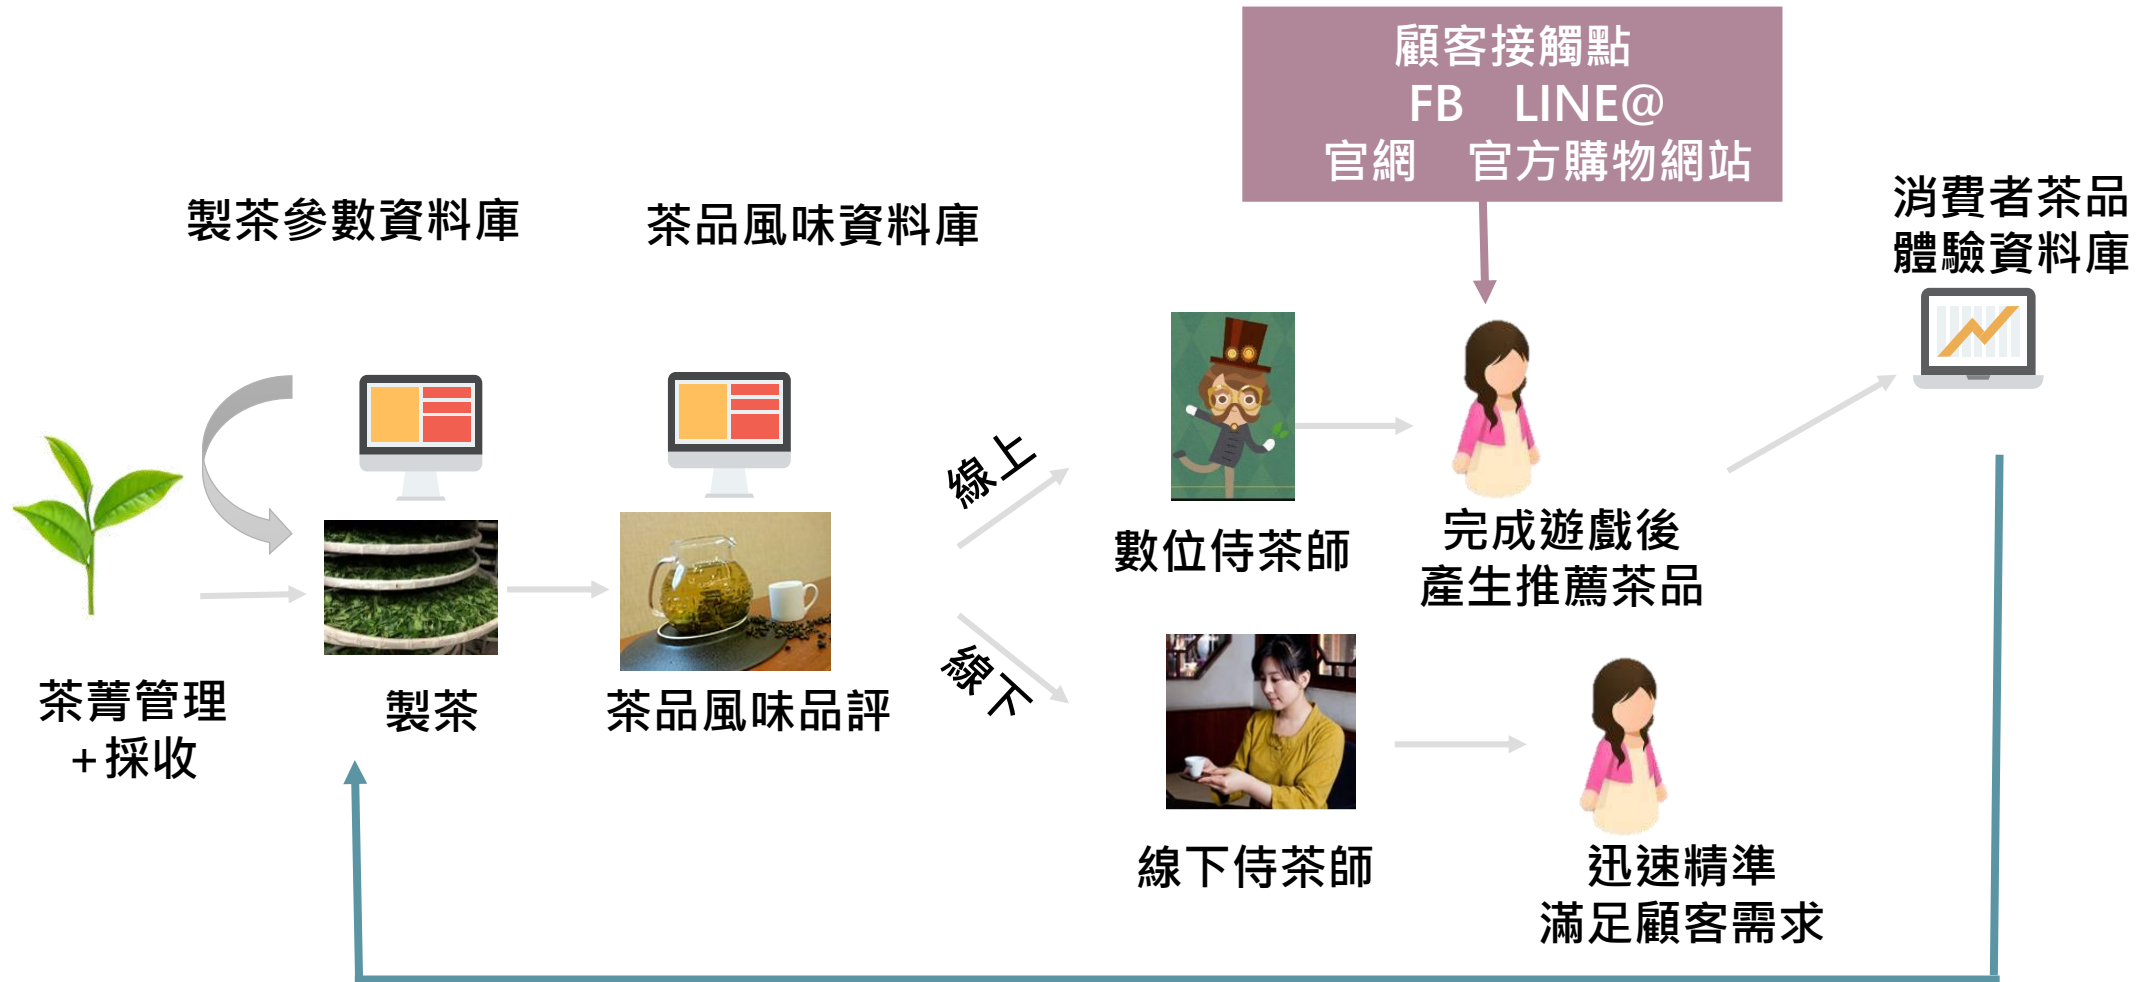 顧客接觸點
FB LINE@
官網 官方購物網站
製茶參數資料庫
茶品風味資料庫
消費者茶品
體驗資料庫
線上
線下
數位侍茶師
完成遊戲後
產生推薦茶品
茶菁管理
+採收
製茶
茶品風味品評
線下侍茶師
迅速精準
滿足顧客需求